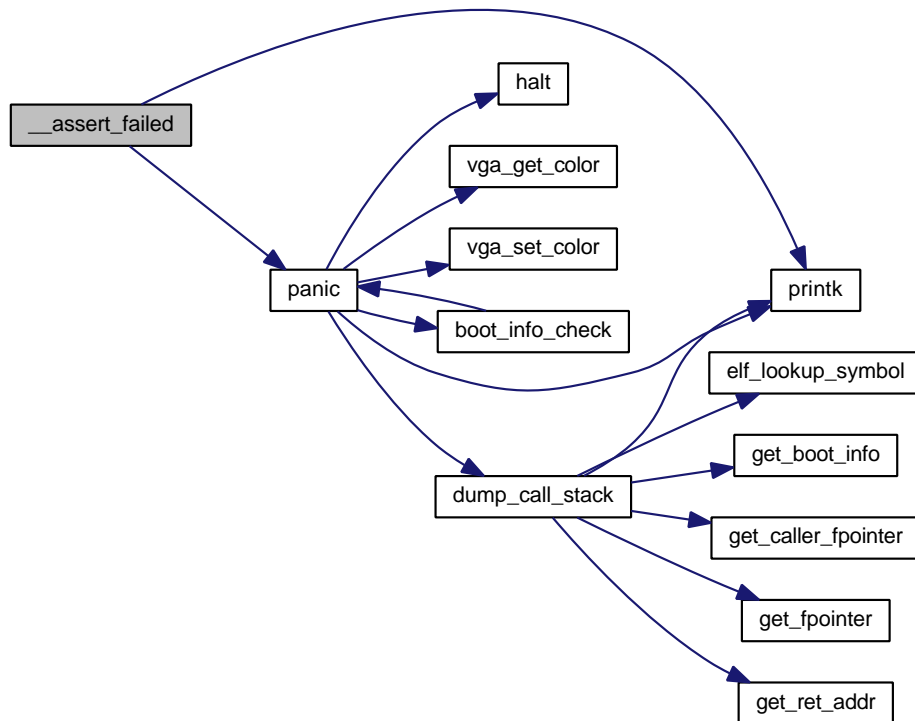 __assert_failed
halt
vga_get_color
vga_set_color
panic
boot_info_check
printk
elf_lookup_symbol
get_boot_info
dump_call_stack
get_caller_fpointer
get_fpointer
get_ret_addr